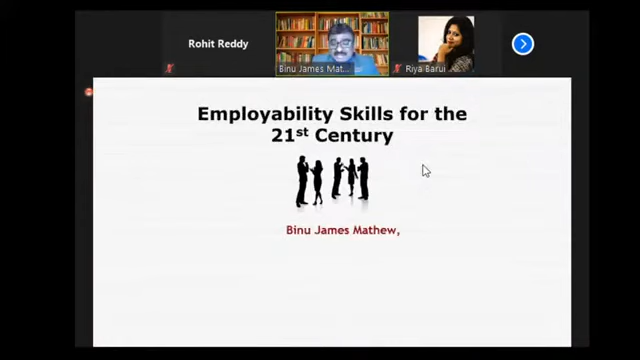 Rohit Reddy
Binu James Mat...
Riya Barui
Employability Skills for the
21st Century
Binu James Mathew,